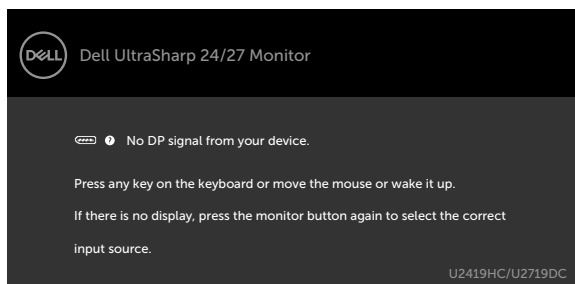 DELL
Dell UltraSharp 24/27 Monitor
? No DP signal from your device.
Press any key on the keyboard or move the mouse or wake it up.
If there is no display, press the monitor button again to select the correct
input source.
U2419HC/U2719DC